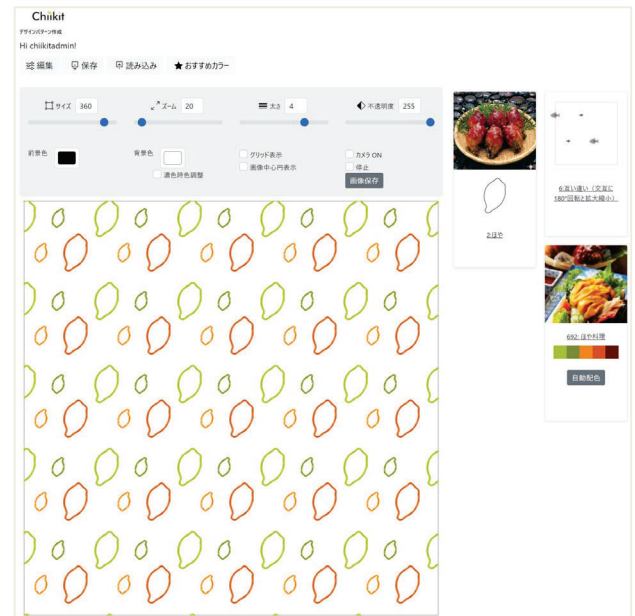 Chiikit
デザインパターン作成
Hi chiikitadmin!
編集 保存 読み込み ★おすすめカラー
サイズ 360 ズーム 20 太さ 4 不透明度 255
前景色 背景色 グリッド表示 カメラ ON
濃色時色調整 画像中心円表示 停止
画像保存
2:ほや
6:互い違い（交互に
180°回転と拡大縮小）
692: ほや料理
自動配色